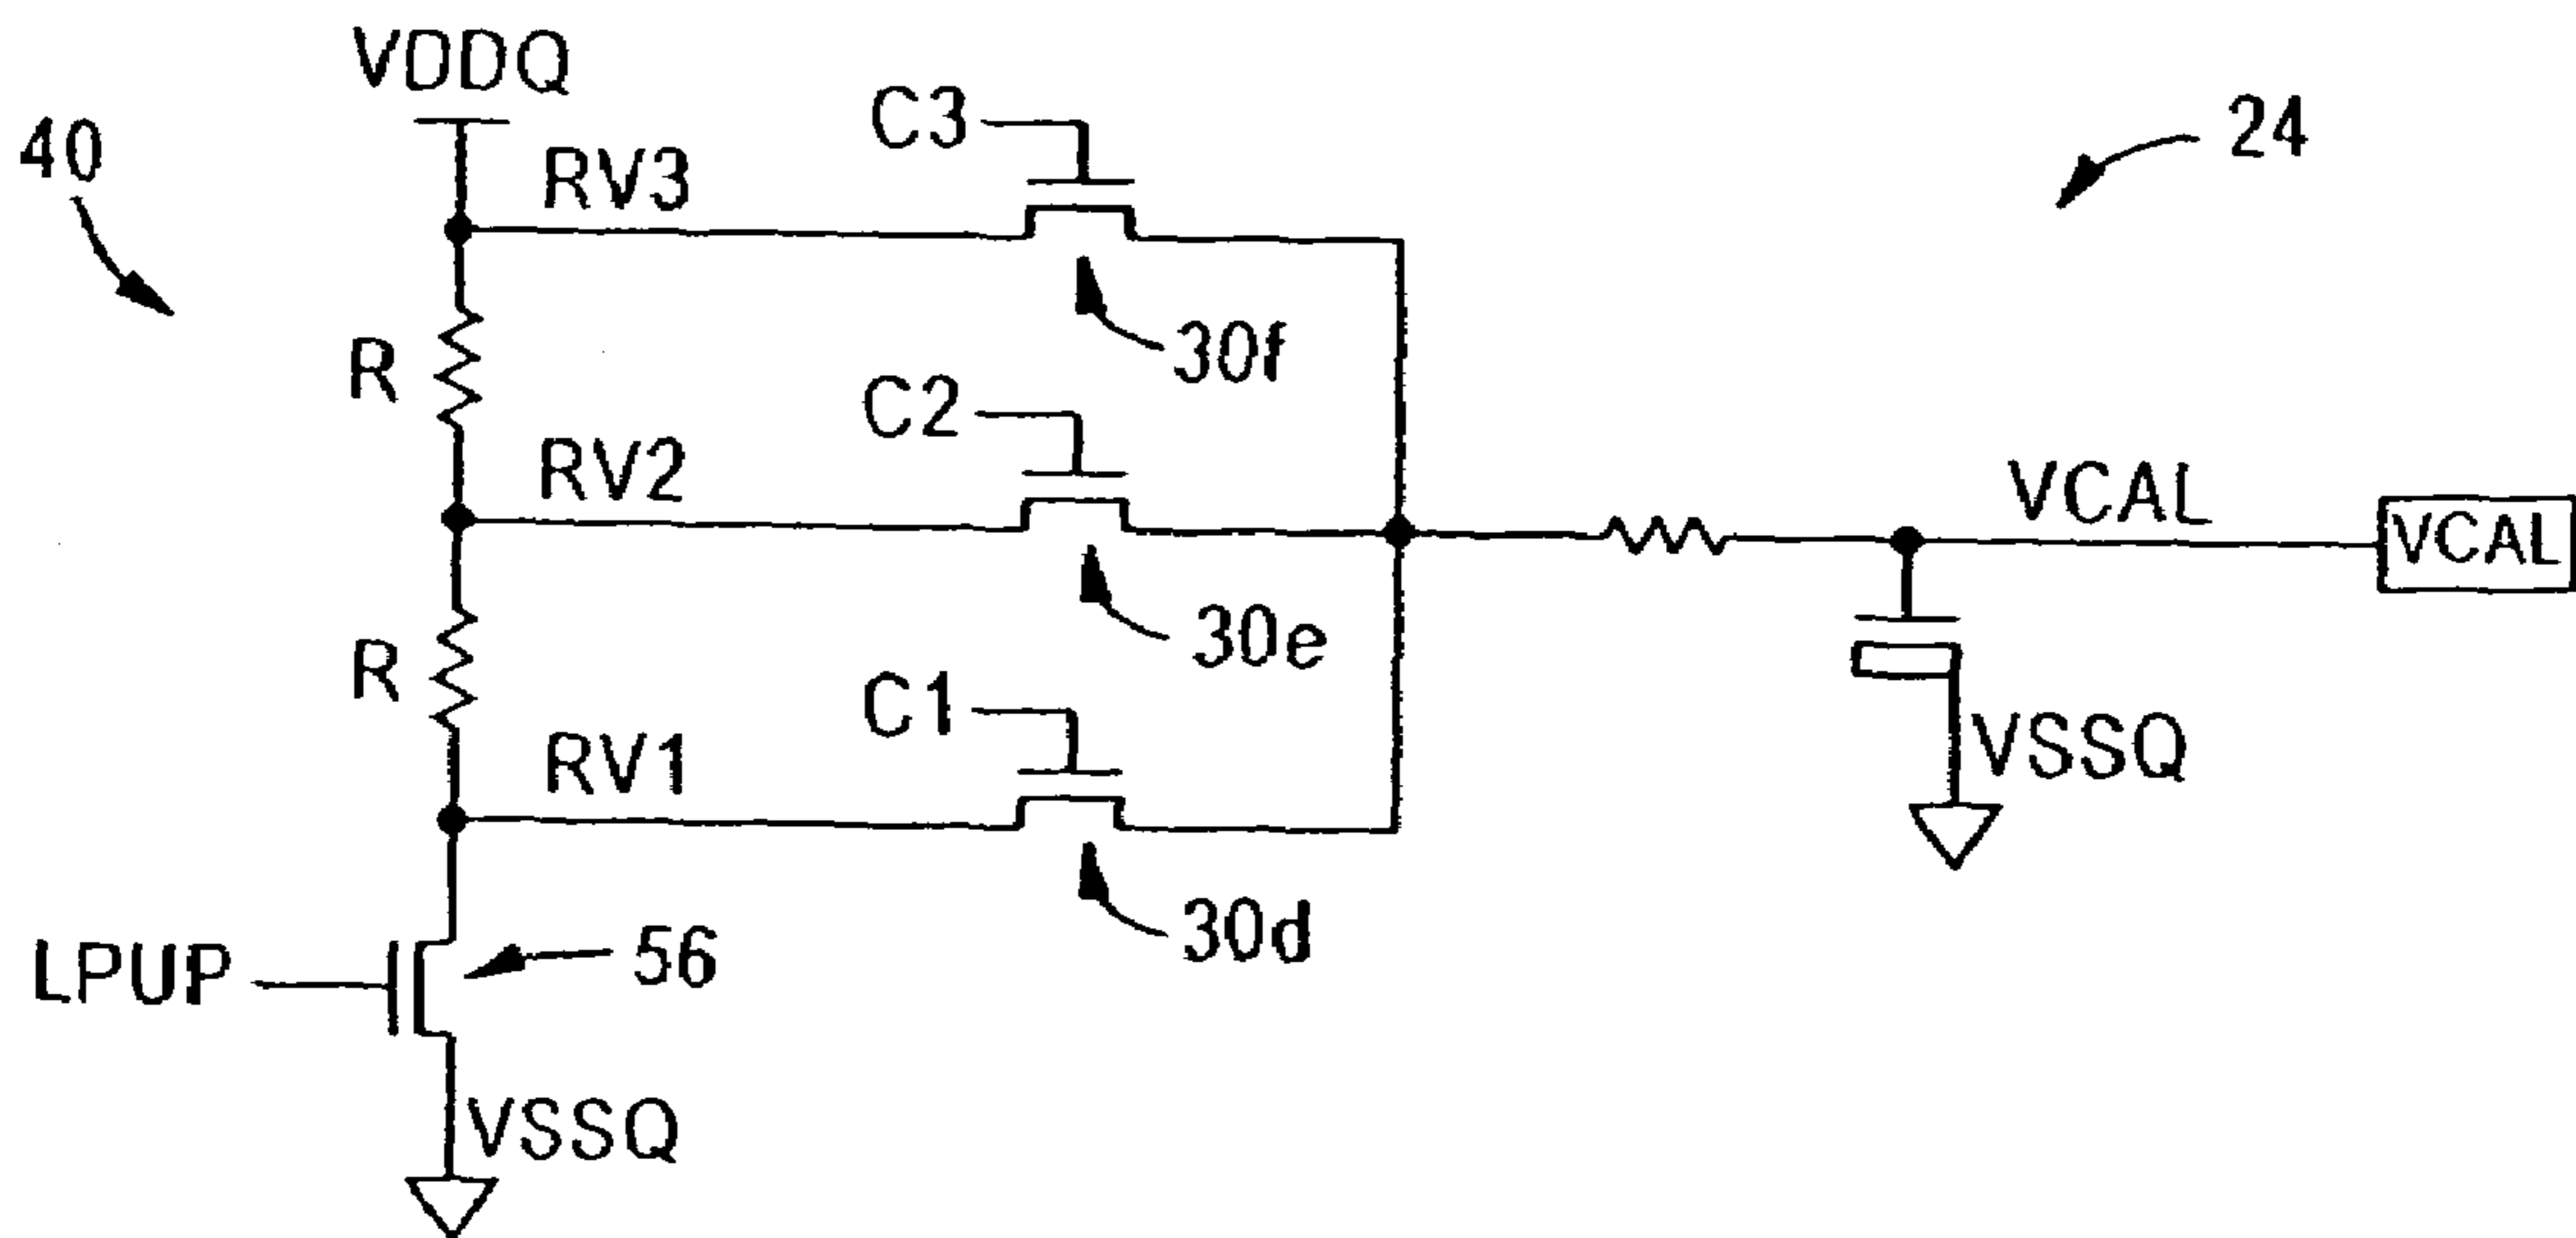 VDDQ
40
RV3
C3
24
R
30f
C2
RV2
VCAL
VCAL
R
30e
C1
RV1
VSSQ
30d
LPUP
56
VSSQ